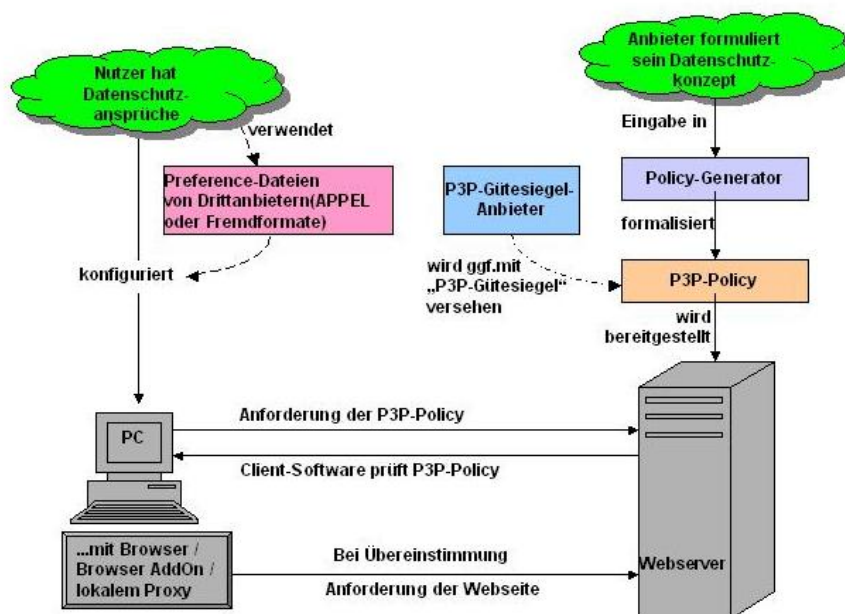 Nutzer hat
Datenschutz-
ansprüche
Anbieter formuliert
sein Datenschutz-
konzept
verwendet
Eingabe in
Preference-Dateien
von Drittanbietern(APPEL
oder Fremdformate)
P3P-Gütesiegel-
Anbieter
Policy-Generator
formalisiert
konfiguriert
wird ggf.mit
„P3P-Gütesiegel“
versehen
P3P-Policy
wird
bereitgestellt
PC
Anforderung der P3P-Policy
Client-Software prüft P3P-Policy
...mit Browser /
Browser AddOn /
lokalem Proxy
Bei Übereinstimmung
Anforderung der Webseite
Webserver